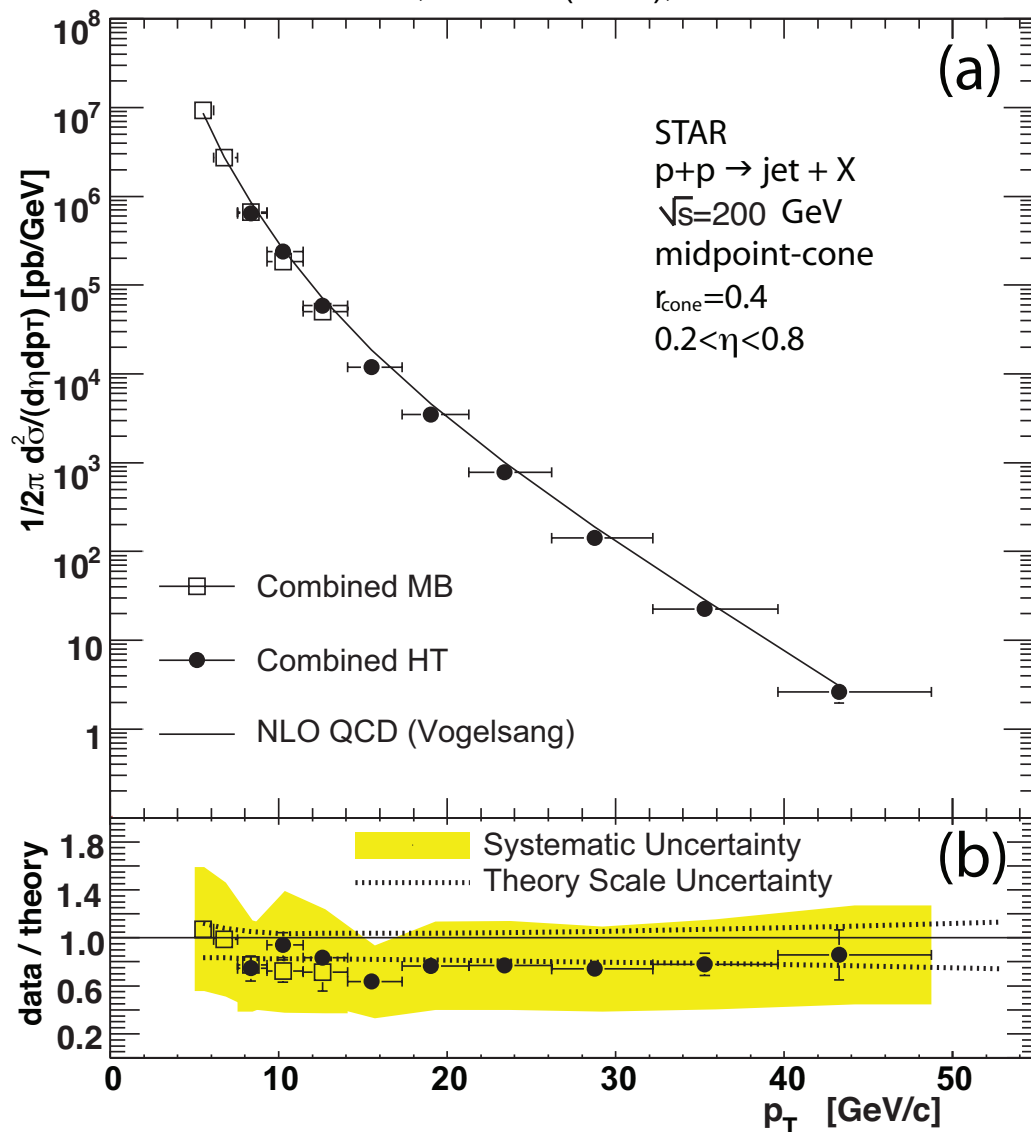 (a)
10^8
10^7
10^6
10^5
10^4
10^3
10^2
10
1
1/2π d²σ/(dηdpT) [pb/GeV]
STAR
p+p → jet + X
√s=200 GeV
midpoint-cone
r_cone=0.4
0.2<η<0.8
Combined MB
Combined HT
NLO QCD (Vogelsang)
(b)
1.8
1.4
1.0
0.6
0.2
data / theory
Systematic Uncertainty
Theory Scale Uncertainty
0 10 20 30 40 50
p_T [GeV/c]